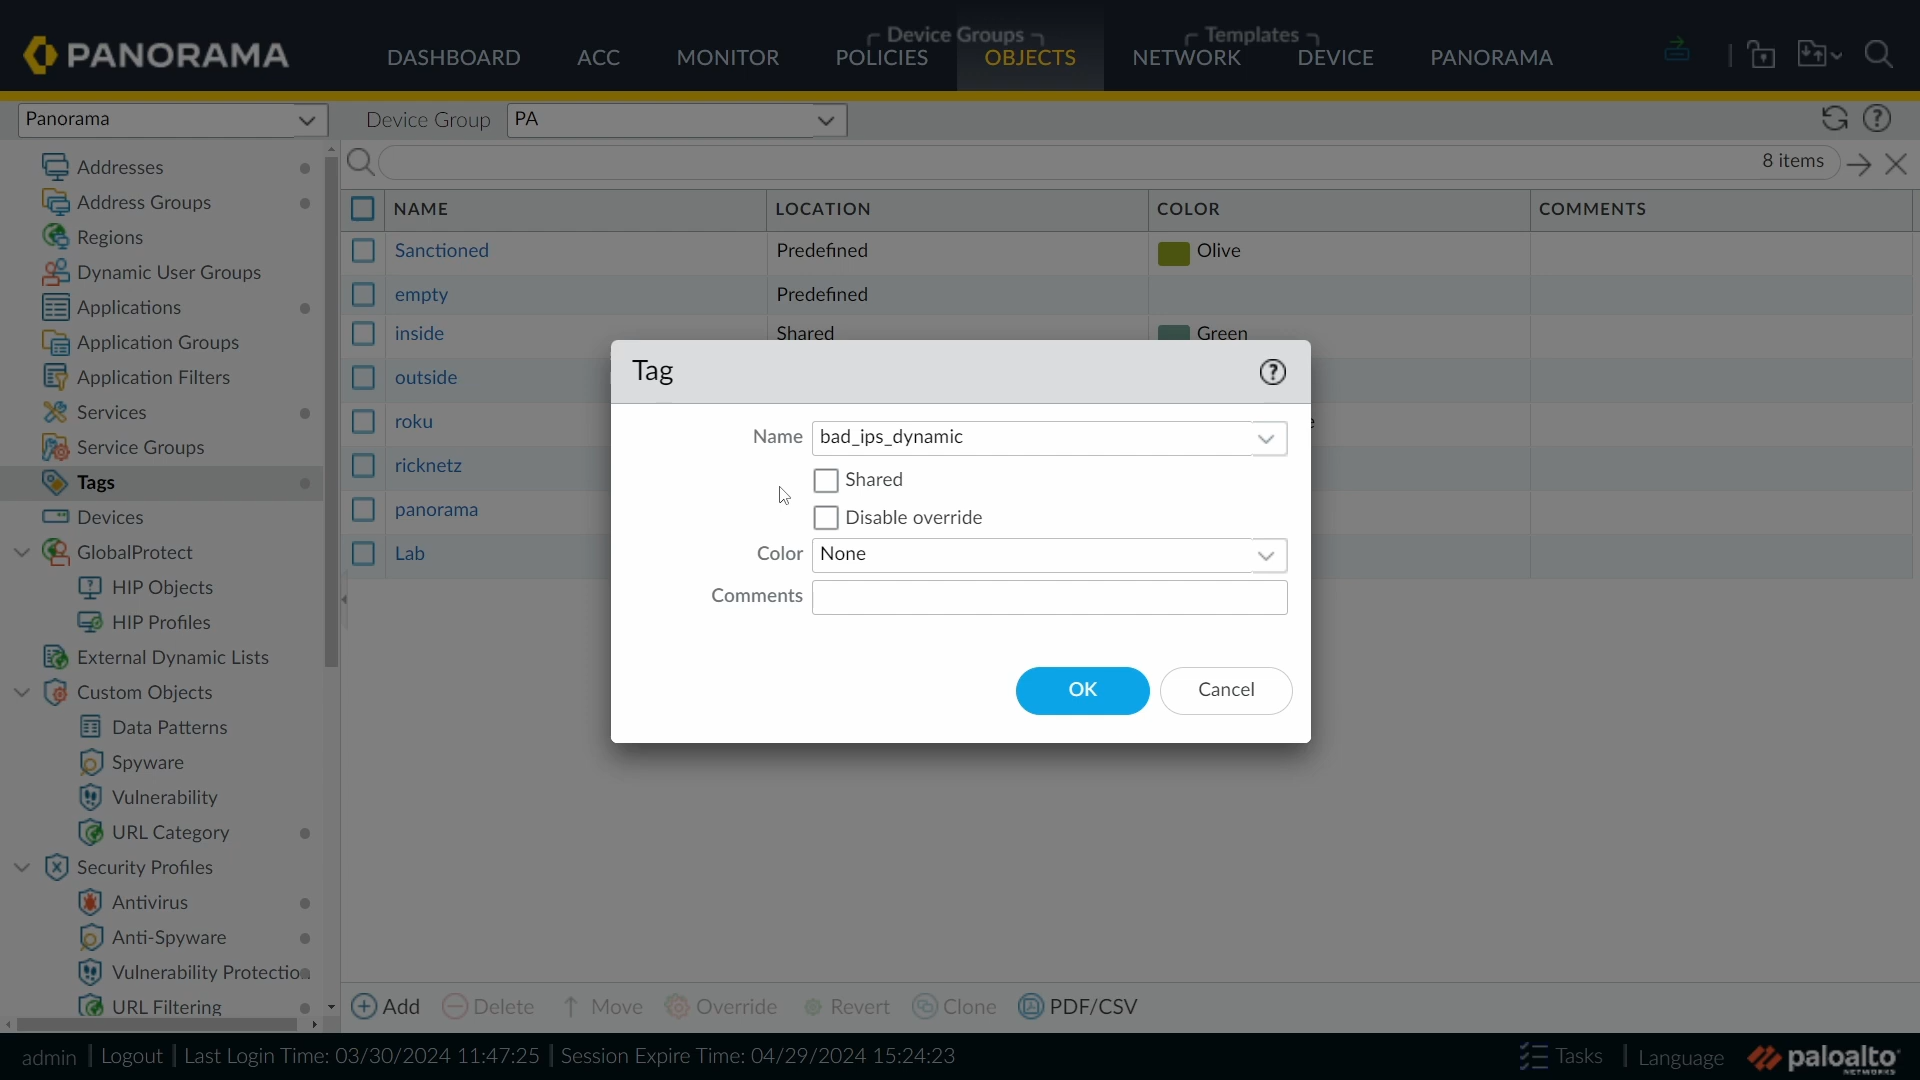 PANORAMA
DASHBOARD
ACC
MONITOR
Device Groups
POLICIES
OBJECTS
Templates
NETWORK
DEVICE
PANORAMA
Panorama
Device Group
PA
Addresses
Address Groups
Regions
Dynamic User Groups
Applications
Application Groups
Application Filters
Services
Service Groups
Tags
Devices
GlobalProtect
HIP Objects
HIP Profiles
External Dynamic Lists
Custom Objects
Data Patterns
Spyware
Vulnerability
URL Category
Security Profiles
Antivirus
Anti-Spyware
Vulnerability Protectio
URL Filtering
8 items
NAME LOCATION COLOR COMMENTS
Sanctioned Predefined Olive
empty Predefined
inside Shared Green
outside
roku
ricknetz
panorama
Lab
Tag
Name bad_ips_dynamic
Shared
Disable override
Color None
Comments
OK Cancel
Add Delete Move Override Revert Clone PDF/CSV
admin | Logout | Last Login Time: 03/30/2024 11:47:25 | Session Expire Time: 04/29/2024 15:24:23
Tasks | Language
paloalto
NETWORKS